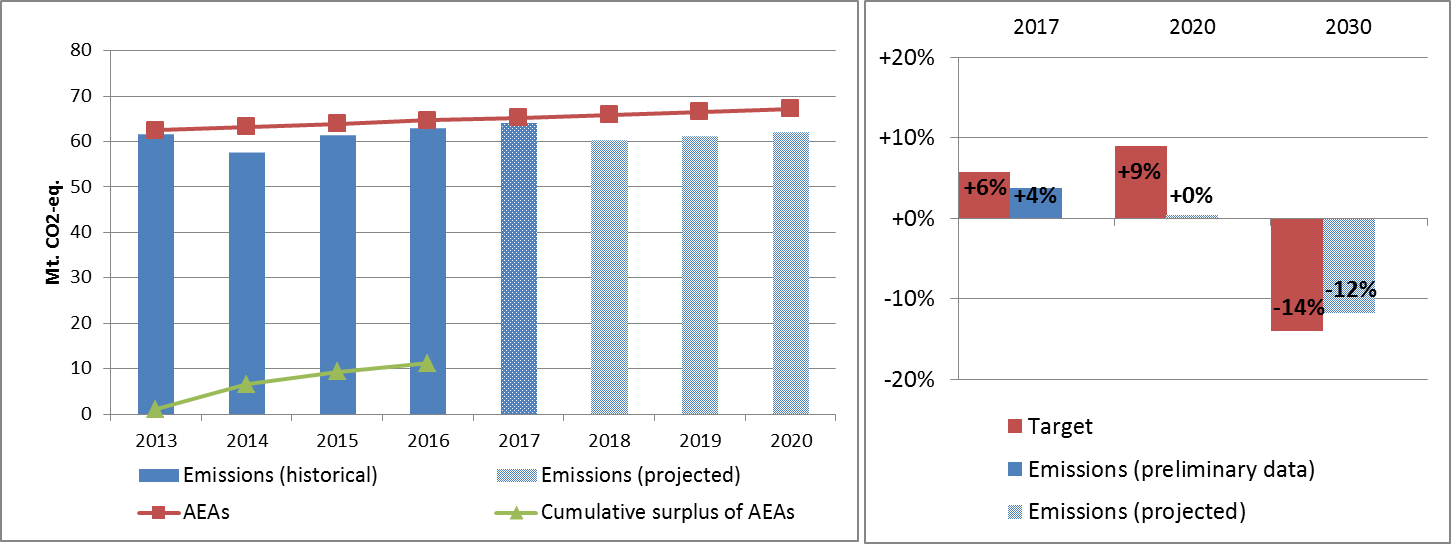 80
70
60
50
40
30
20
10
0
Mt. CO2-eq.
2013 2014 2015 2016 2017 2018 2019 2020
Emissions (historical) Emissions (projected)
AEAs Cumulative surplus of AEAs
2017 2020 2030
+20%
+10%
+0%
-10%
-20%
+6% +4%
+9% +0%
-14% -12%
Target
Emissions (preliminary data)
Emissions (projected)